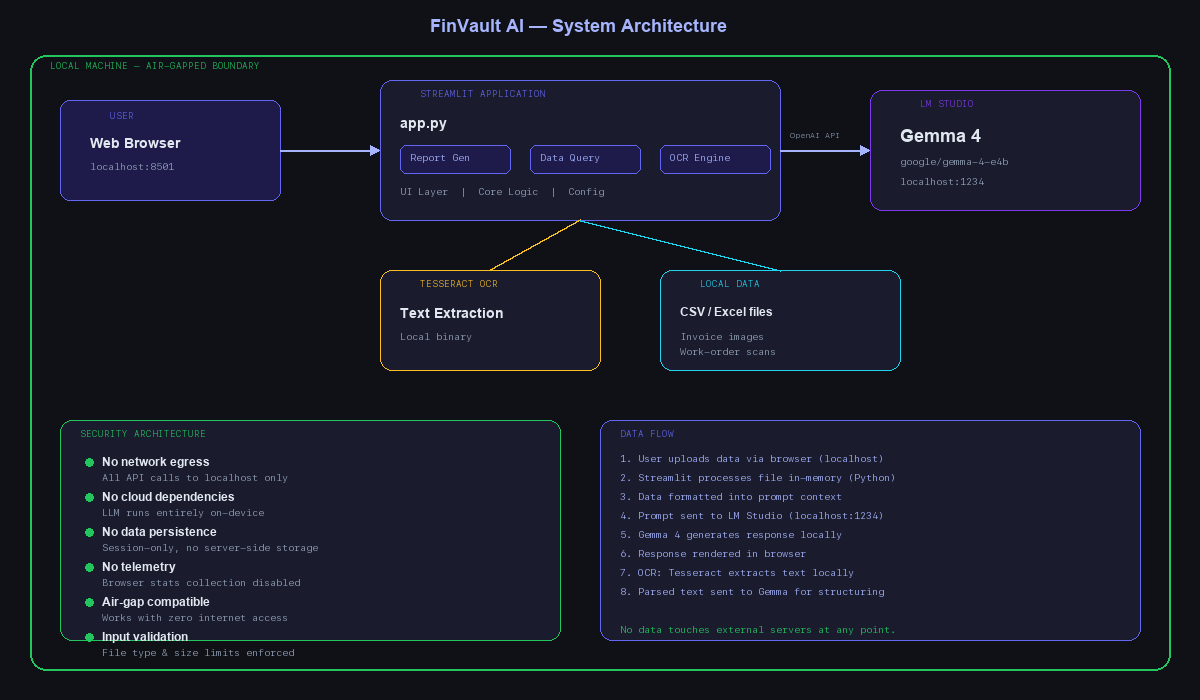 FinVault AI — System Architecture
LOCAL MACHINE — AIR-GAPPED BOUNDARY
USER
Web Browser
localhost:8501
STREAMLIT APPLICATION
app.py
Report Gen
Data Query
OCR Engine
UI Layer | Core Logic | Config
OpenAI API
LM STUDIO
Gemma 4
google/gemma-4-e4b
localhost:1234
TESSERACT OCR
Text Extraction
Local binary
LOCAL DATA
CSV / Excel files
Invoice images
Work-order scans
SECURITY ARCHITECTURE
No network egress
All API calls to localhost only
No cloud dependencies
LLM runs entirely on-device
No data persistence
Session-only, no server-side storage
No telemetry
Browser stats collection disabled
Air-gap compatible
Works with zero internet access
Input validation
File type & size limits enforced
DATA FLOW
1. User uploads data via browser (localhost)
2. Streamlit processes file in-memory (Python)
3. Data formatted into prompt context
4. Prompt sent to LM Studio (localhost:1234)
5. Gemma 4 generates response locally
6. Response rendered in browser
7. OCR: Tesseract extracts text locally
8. Parsed text sent to Gemma for structuring
No data touches external servers at any point.